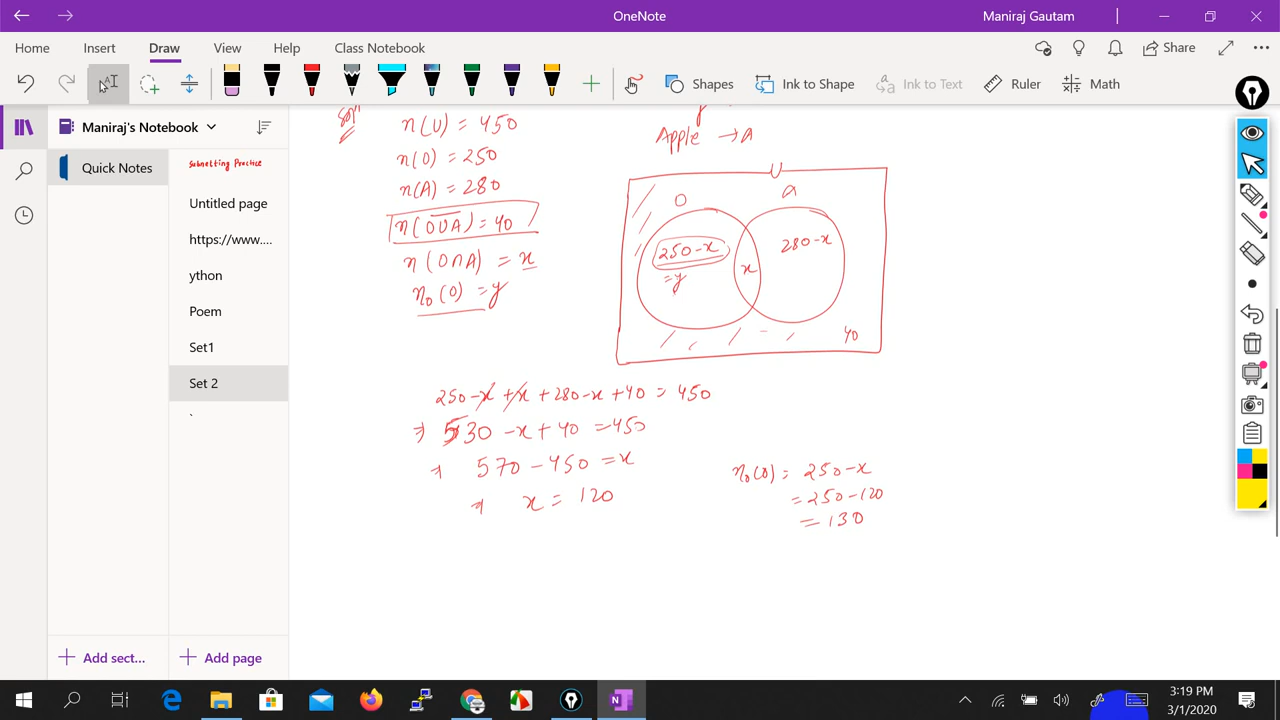 OneNote
Maniraj Gautam
Home Insert Draw View Help Class Notebook
Share
Shapes Ink to Shape Ink to Text Ruler Math
Maniraj's Notebook
Quick Notes
Subnetting Practice
Untitled page
https://www....
ython
Poem
Set1
Set 2
`
Add sect...
Add page
Solⁿ
n(U) = 450
n(O) = 250
n(A) = 280
n(\overline{O∪A}) = 40
n(O∩A) = x
n₀(O) = y
Apple → A
U
O A
250-x
= y
x
280-x
40
250-x+x+280-x+40 = 450
⇒ 530 -x+ 40 =450
⇒ 570 - 450 = x
⇒ x = 120
n₀(O) = 250-x
= 250-120
= 130
3:19 PM
3/1/2020